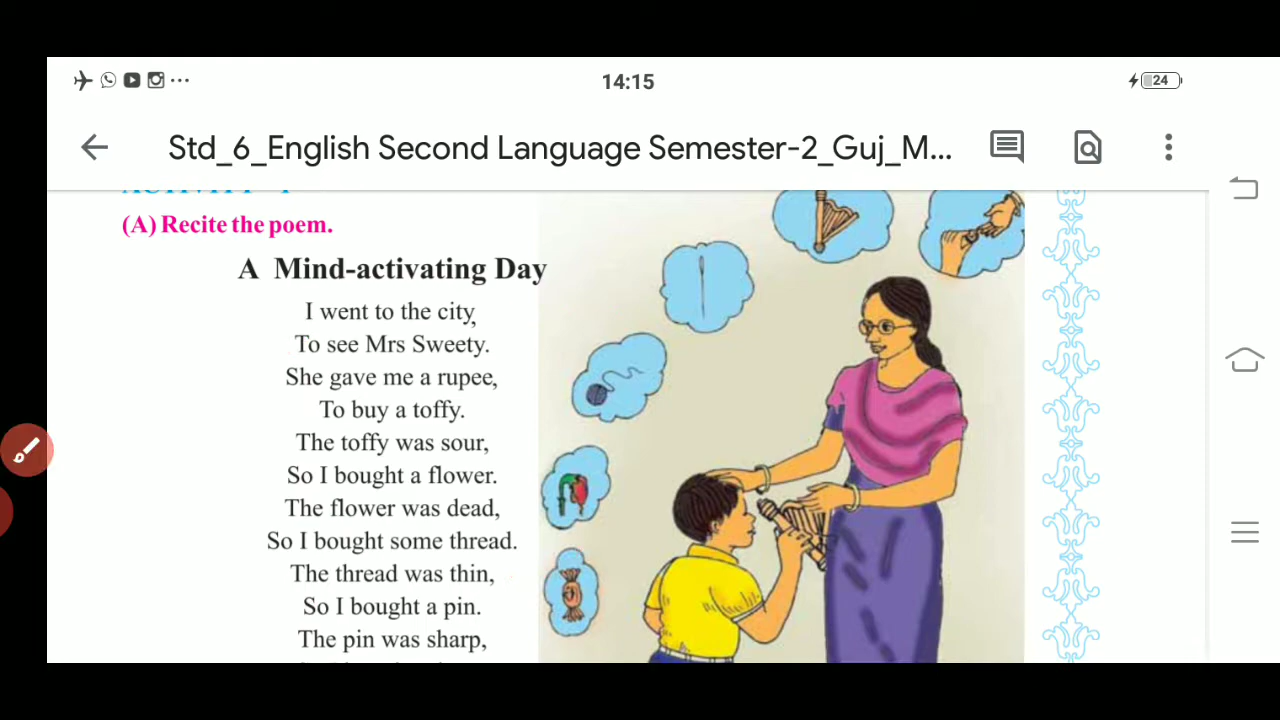 14:15
24
Std_6_English Second Language Semester-2_Guj_M...
(A) Recite the poem.
A Mind-activating Day
I went to the city,
To see Mrs Sweety.
She gave me a rupee,
To buy a toffy.
The toffy was sour,
So I bought a flower.
The flower was dead,
So I bought some thread.
The thread was thin,
So I bought a pin.
The pin was sharp,